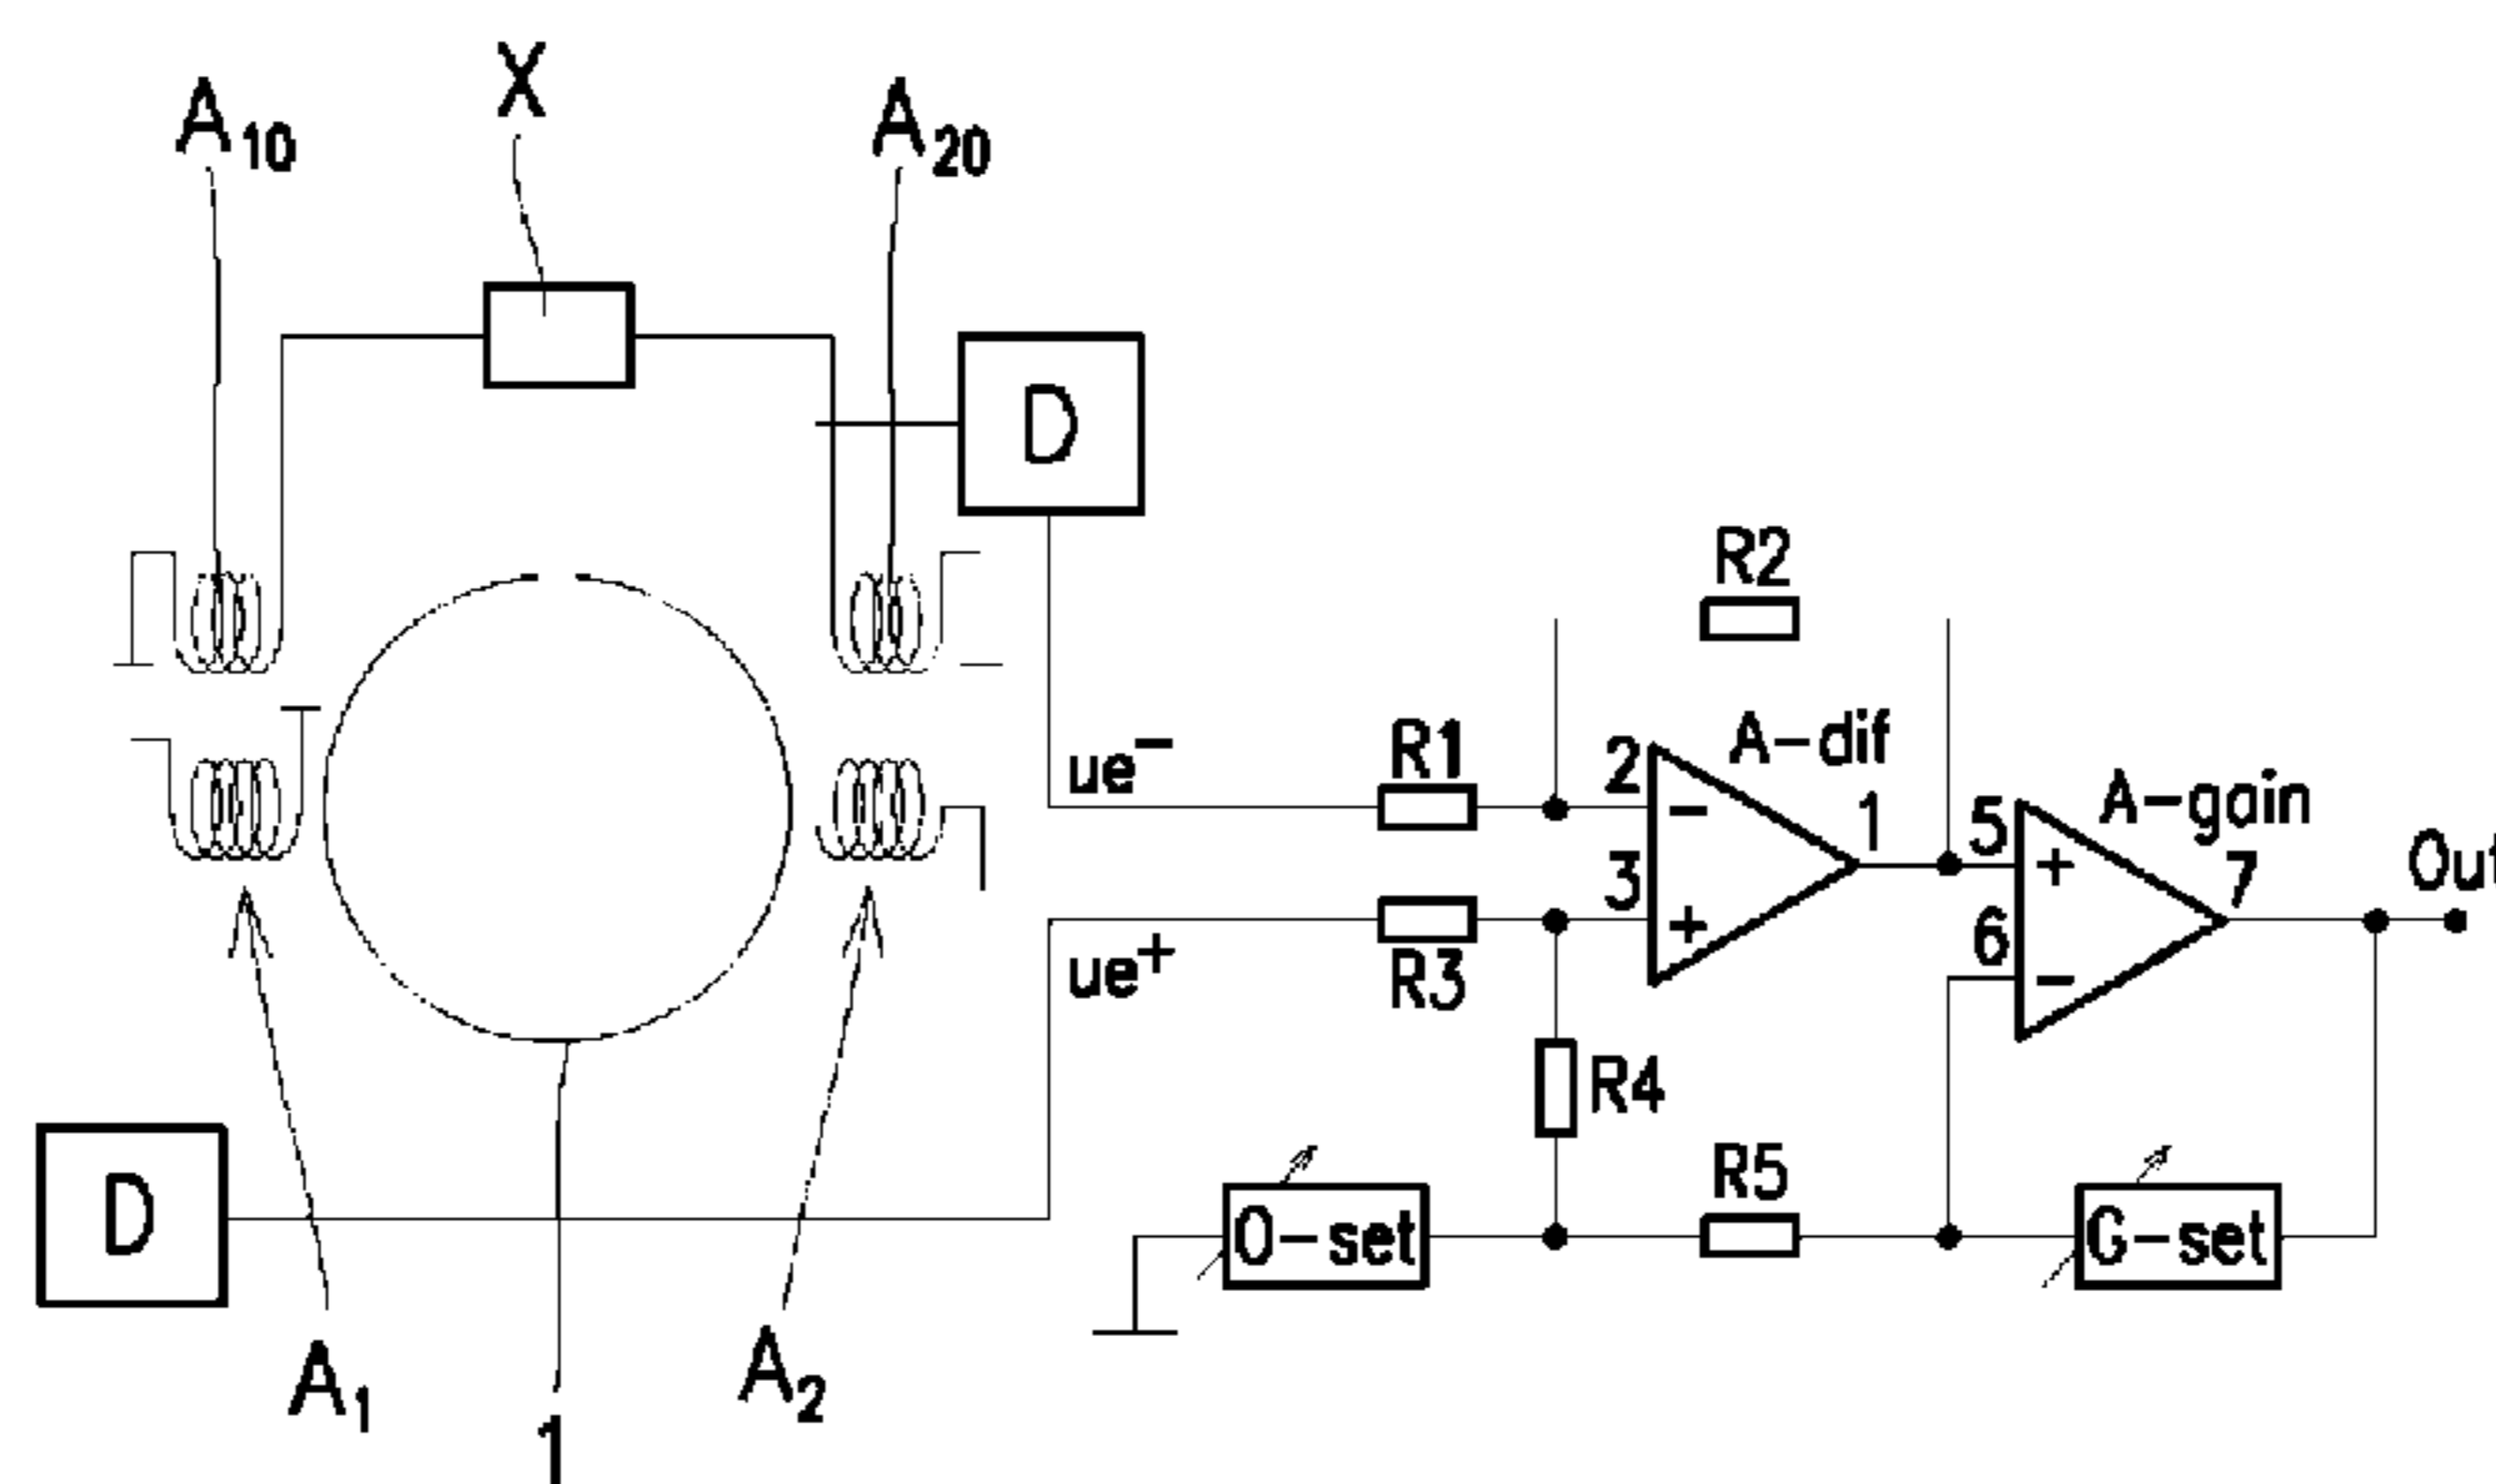 X
A10
A20
D
R2
ue−
R1
2
−
A-dif
1
A-gain
5
+
7
Out
3
+
6
−
ue+
R3
R4
D
O-set
R5
G-set
A1
A2
1